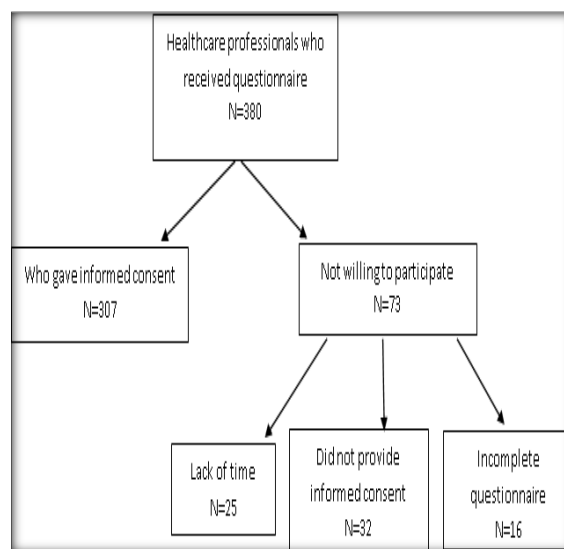 Healthcare professionals who
received questionnaire
N=380
Who gave informed consent
N=307
Not willing to participate
N=73
Lack of time
N=25
Did not provide
informed consent
N=32
Incomplete
questionnaire
N=16